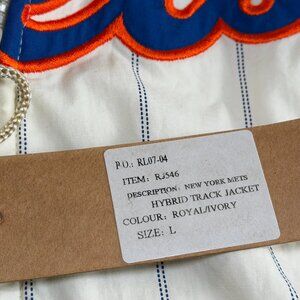 P.O.: RL07-04
ITEM: RJ546
DESCRIPTION: NEW YORK METS
HYBRID TRACK JACKET
COLOUR: ROYAL/IVORY
SIZE: L